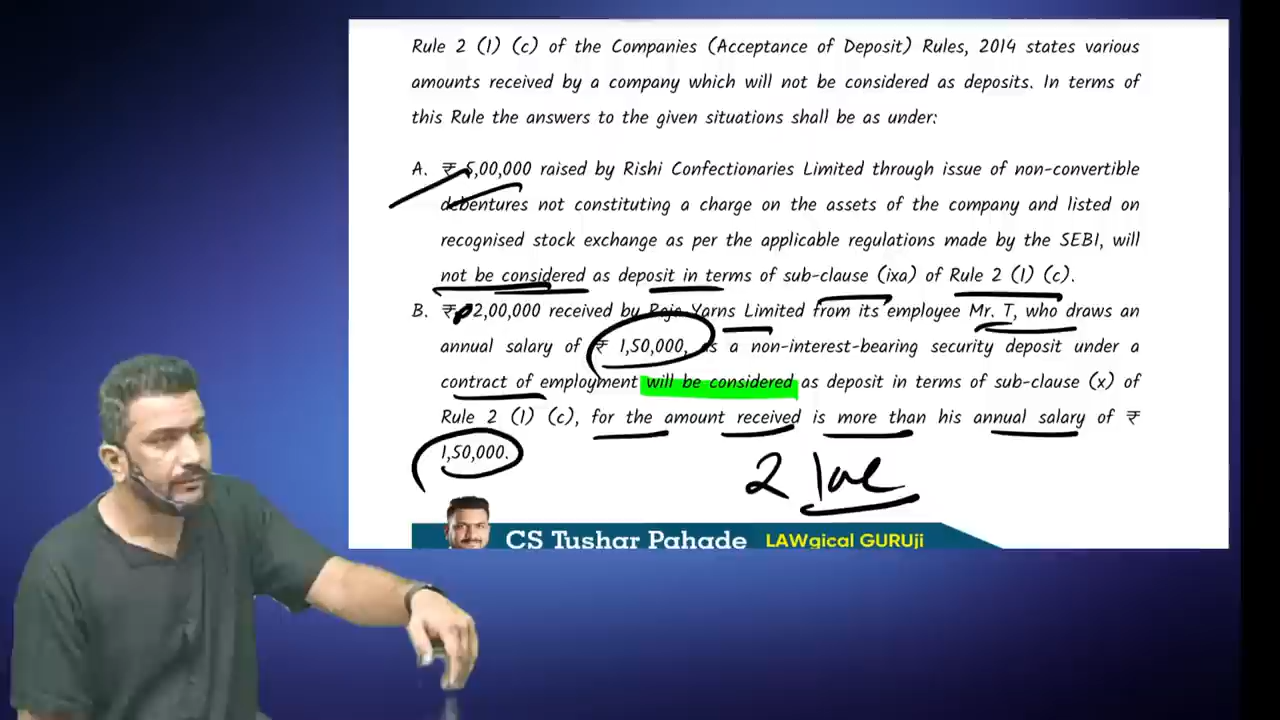 Rule 2 (1) (c) of the Companies (Acceptance of Deposit) Rules, 2014 states various
amounts received by a company which will not be considered as deposits. In terms of
this Rule the answers to the given situations shall be as under:
A. ₹ 5,00,000 raised by Rishi Confectionaries Limited through issue of non-convertible
debentures not constituting a charge on the assets of the company and listed on
recognised stock exchange as per the applicable regulations made by the SEBI, will
not be considered as deposit in terms of sub-clause (ixa) of Rule 2 (1) (c).
B. ₹ 2,00,000 received by Raja Yarns Limited from its employee Mr. T, who draws an
annual salary of ₹ 1,50,000, as a non-interest-bearing security deposit under a
contract of employment will be considered as deposit in terms of sub-clause (x) of
Rule 2 (1) (c), for the amount received is more than his annual salary of ₹
1,50,000.
2 lac
CS Tushar Pahade LAWgical GURUji